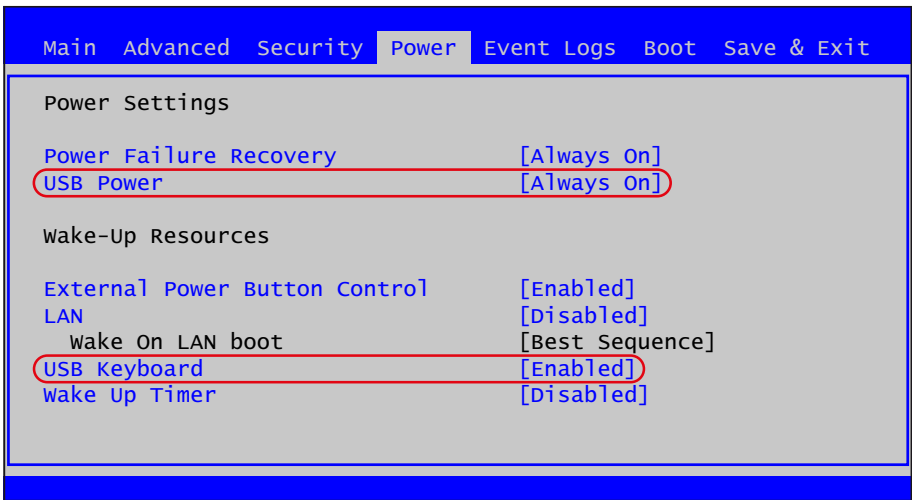 Main Advanced Security Power Event Logs Boot Save & Exit
Power Settings
Power Failure Recovery [Always On]
USB Power [Always On]
Wake-Up Resources
External Power Button Control [Enabled]
LAN [Disabled]
Wake On LAN boot [Best Sequence]
USB Keyboard [Enabled]
Wake Up Timer [Disabled]